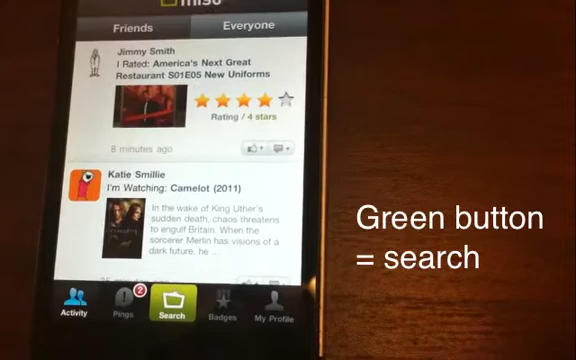 miso
Friends
Everyone
Jimmy Smith
I Rated: America's Next Great
Restaurant S01E05 New Uniforms
Rating / 4 stars
8 minutes ago
Katie Smillie
I'm Watching: Camelot (2011)
In the wake of King Uther's
sudden death, chaos threatens
to engulf Britain. When the
sorcerer Merlin has visions of a
dark future, he ...
2
Activity
Pings
Search
Badges
My Profile
Green button
= search